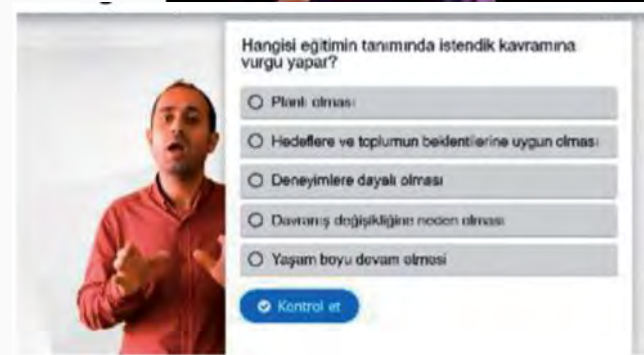 Hangisi eğitimin tanımında istendik kavramına
vurgu yapar?
Planlı olması
Hedeflere ve toplumun beklentilerine uygun olması
Deneyimlere dayalı olması
Davranış değişikliğine neden olması
Yaşam boyu devam etmesi
Kontrol et